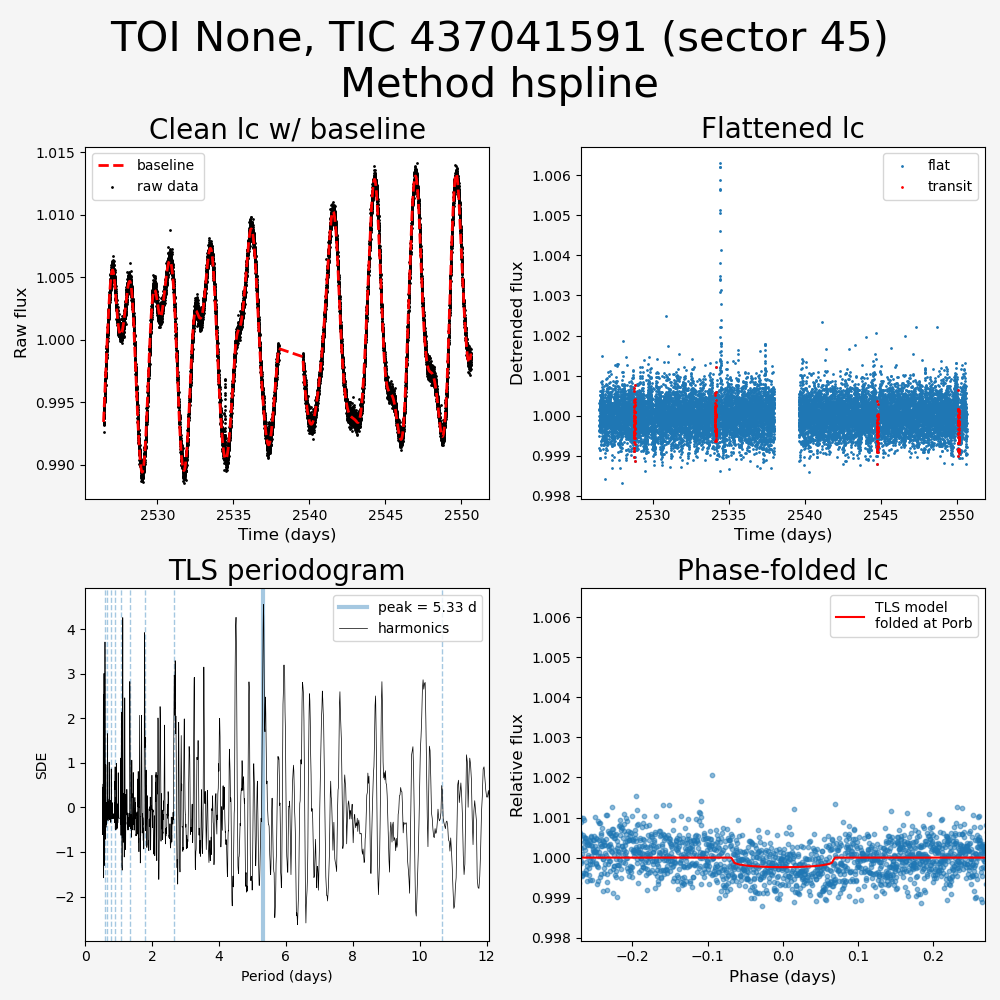 TOI None, TIC 437041591 (sector 45)
Method hspline
Clean lc w/ baseline
baseline
raw data
1.015
1.010
1.005
1.000
0.995
0.990
Raw flux
2530
2535
2540
2545
2550
Time (days)
Flattened lc
flat
transit
1.006
1.005
1.004
1.003
1.002
1.001
1.000
0.999
0.998
Detrended flux
2530
2535
2540
2545
2550
Time (days)
TLS periodogram
peak = 5.33 d
harmonics
4
3
2
1
0
−1
−2
SDE
0
2
4
6
8
10
12
Period (days)
Phase-folded lc
TLS model
folded at Porb
1.006
1.005
1.004
1.003
1.002
1.001
1.000
0.999
0.998
Relative flux
−0.2
−0.1
0.0
0.1
0.2
Phase (days)